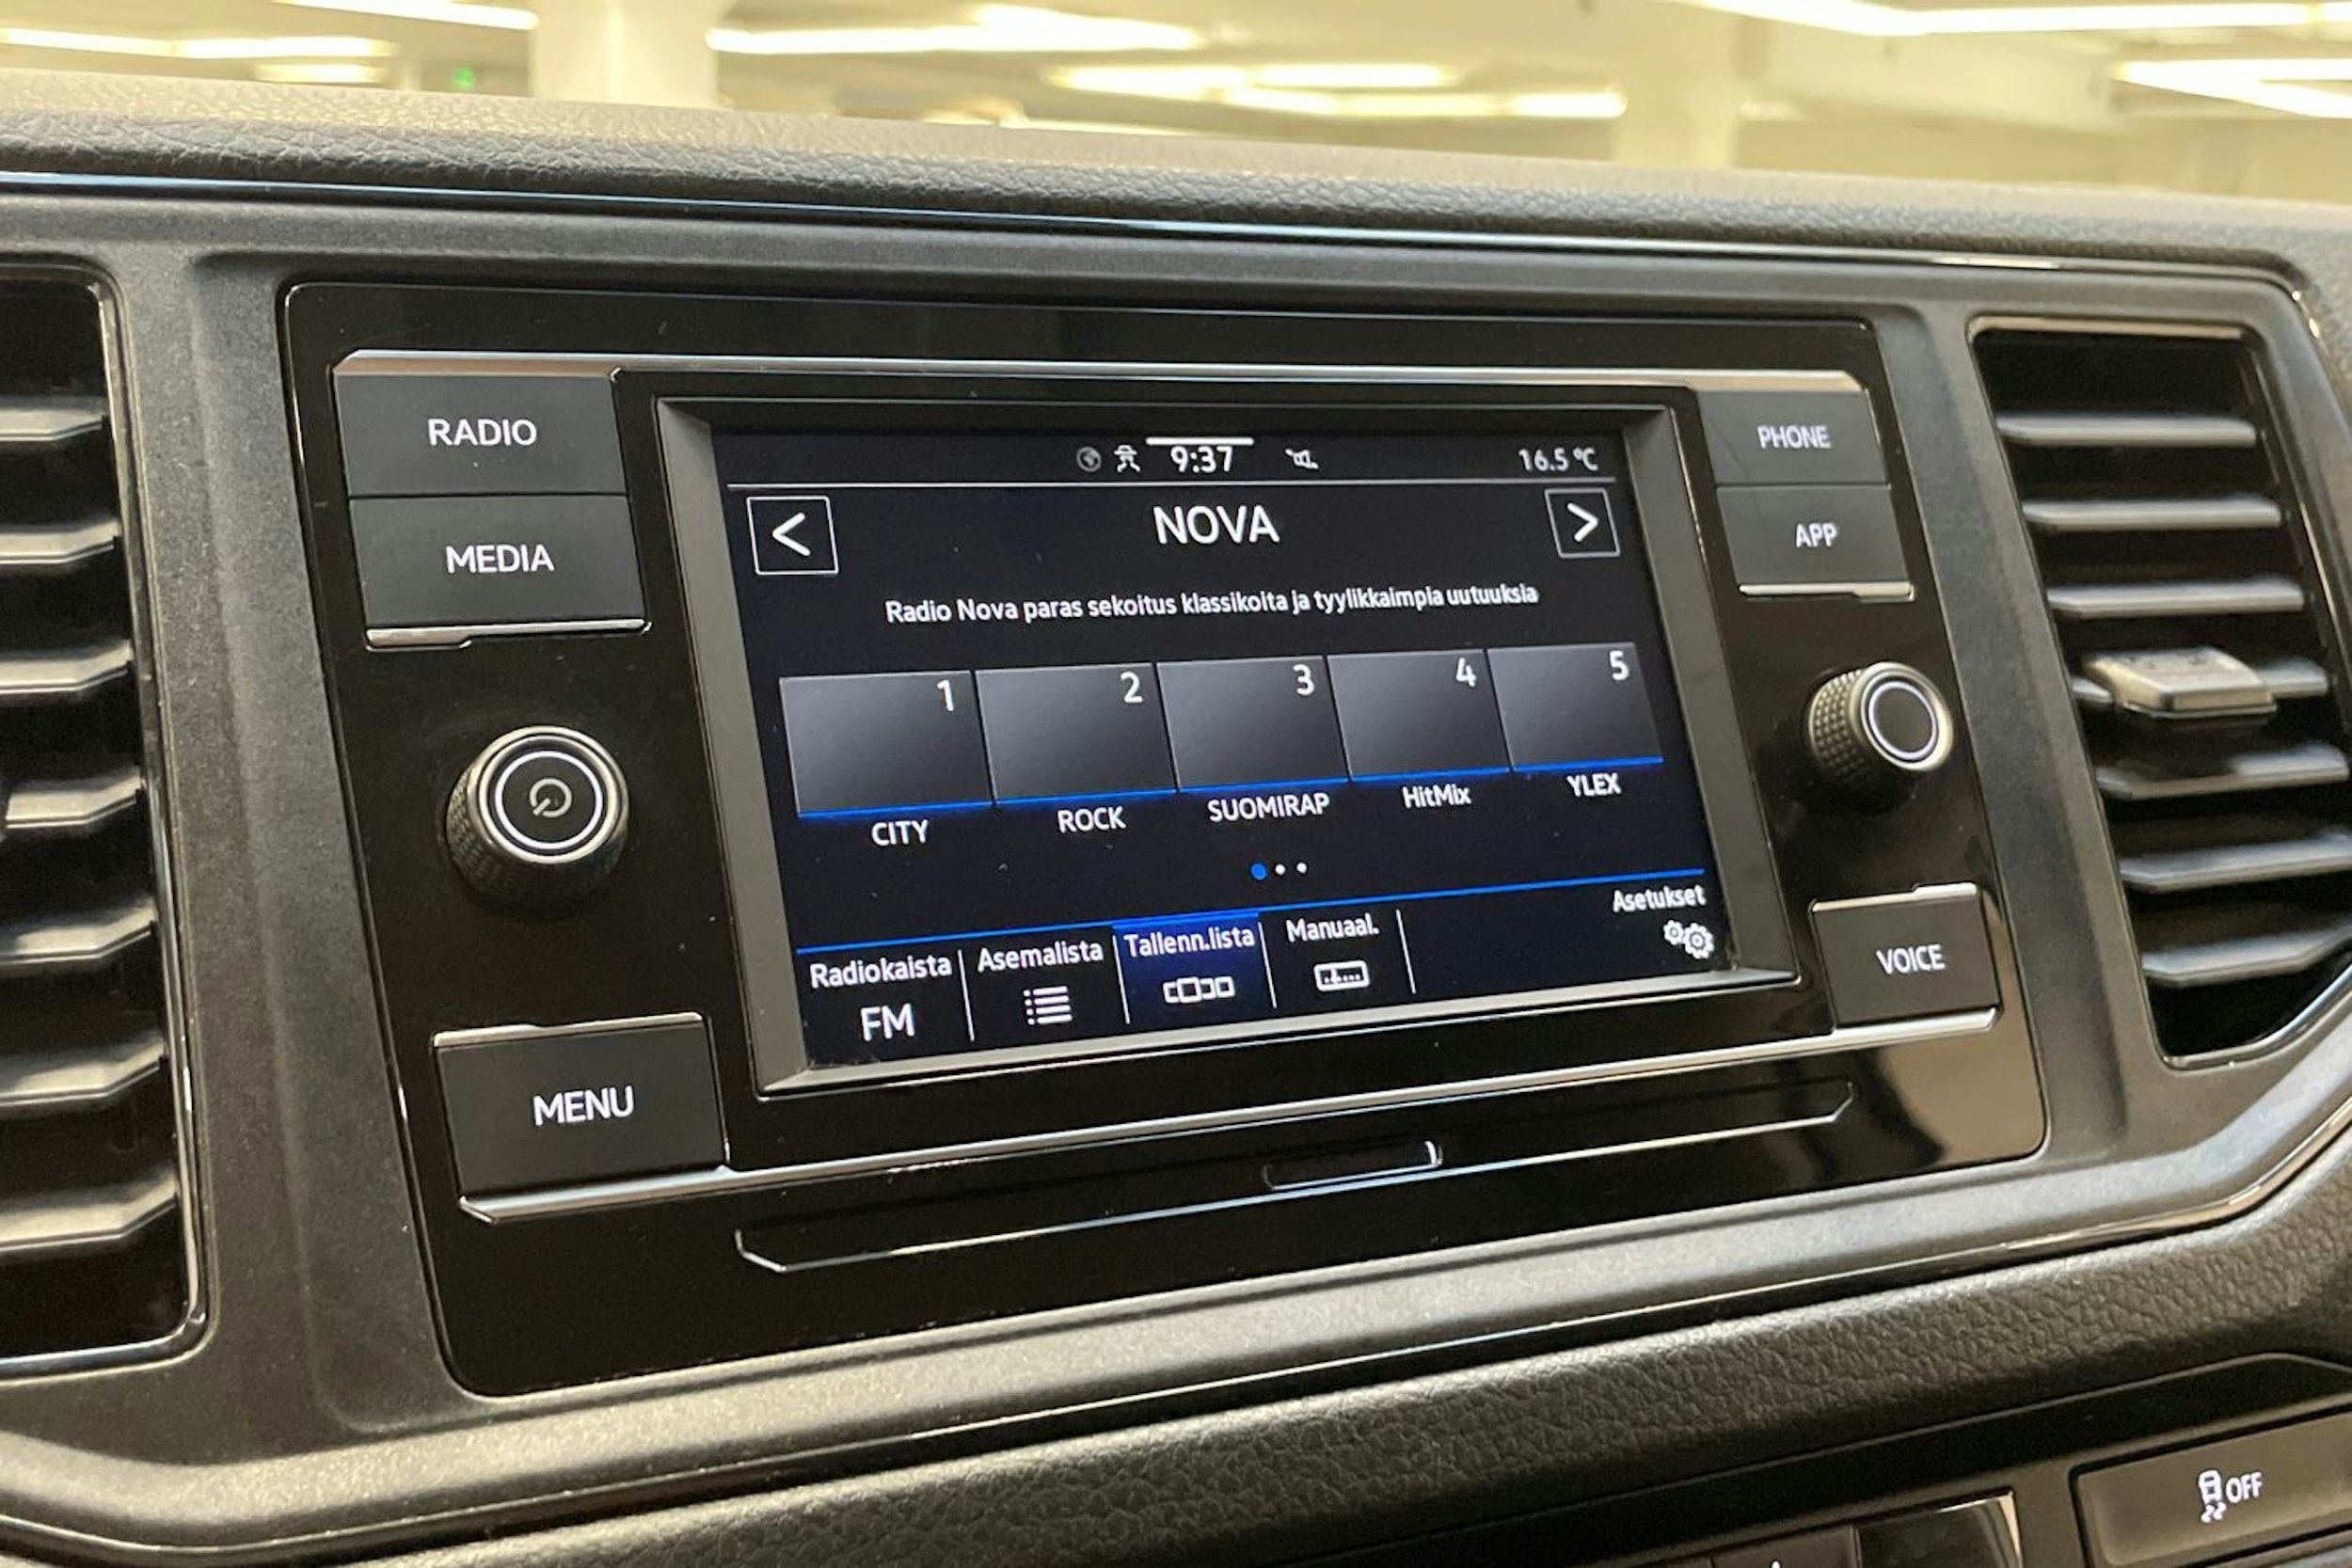 RADIO
MEDIA
MENU
9:37
16.5 °C
<
NOVA
>
Radio Nova paras sekoitus klassikoita ja tyylikkäimpia uutuuksia
1
2
3
4
5
CITY
ROCK
SUOMIRAP
HitMix
YLEX
Asetukset
Radiokaista
Asemalista
Tallenn.lista
Manuaal.
FM
PHONE
APP
VOICE
OFF